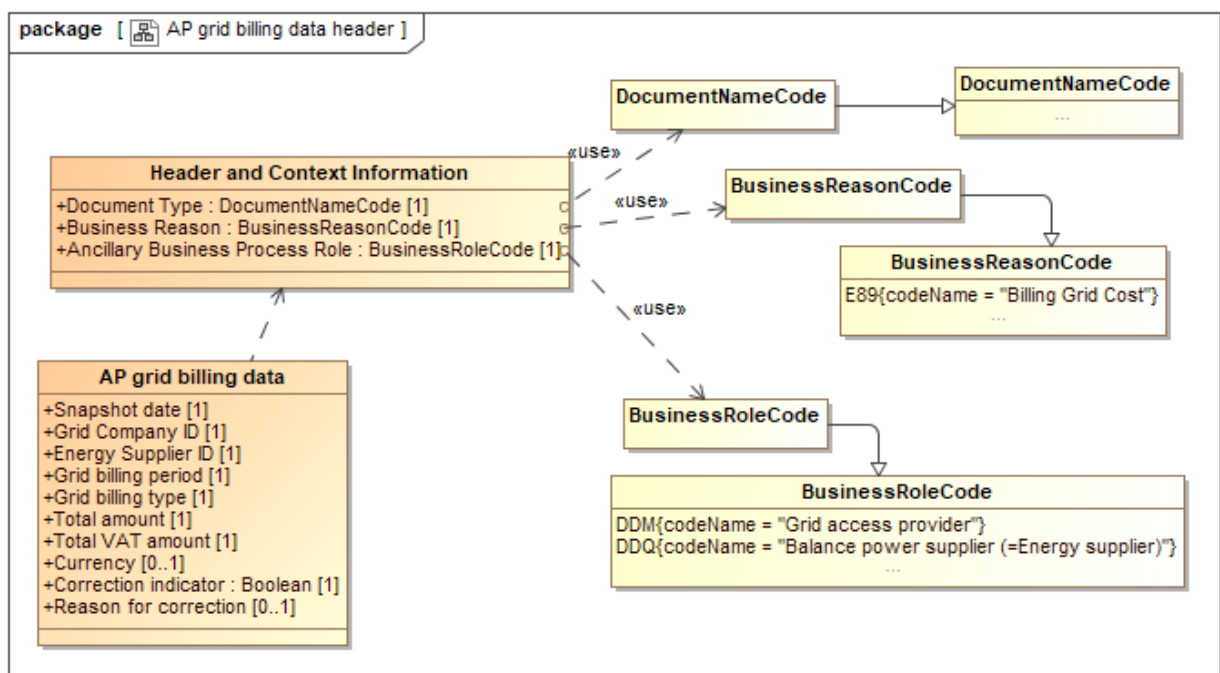 package [ AP grid billing data header ]
DocumentNameCode
DocumentNameCode
...
«use»
Header and Context Information
+Document Type : DocumentNameCode [1]
+Business Reason : BusinessReasonCode [1]
+Ancillary Business Process Role : BusinessRoleCode [1]
«use»
BusinessReasonCode
BusinessReasonCode
E89{codeName = "Billing Grid Cost"}
...
«use»
AP grid billing data
+Snapshot date [1]
+Grid Company ID [1]
+Energy Supplier ID [1]
+Grid billing period [1]
+Grid billing type [1]
+Total amount [1]
+Total VAT amount [1]
+Currency [0..1]
+Correction indicator : Boolean [1]
+Reason for correction [0..1]
BusinessRoleCode
BusinessRoleCode
DDM{codeName = "Grid access provider"}
DDQ{codeName = "Balance power supplier (=Energy supplier)"}
...